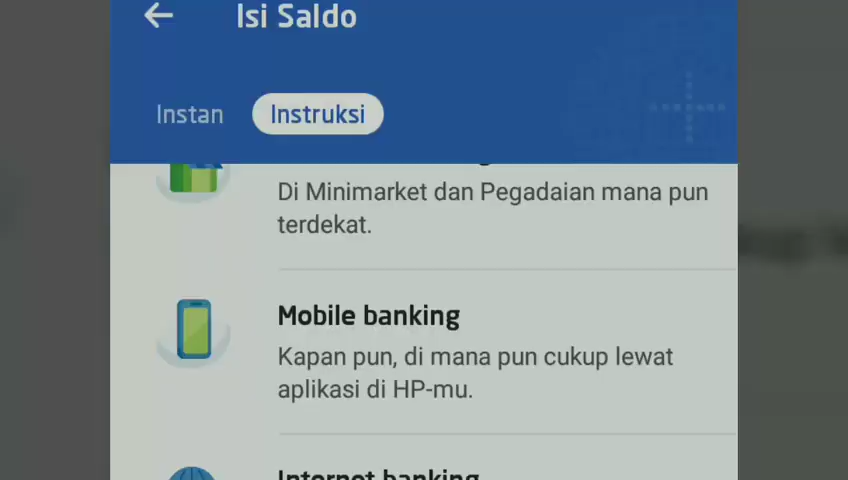 Isi Saldo
Instan
Instruksi
Di Minimarket dan Pegadaian mana pun
terdekat.
Mobile banking
Kapan pun, di mana pun cukup lewat
aplikasi di HP-mu.
Internet banking